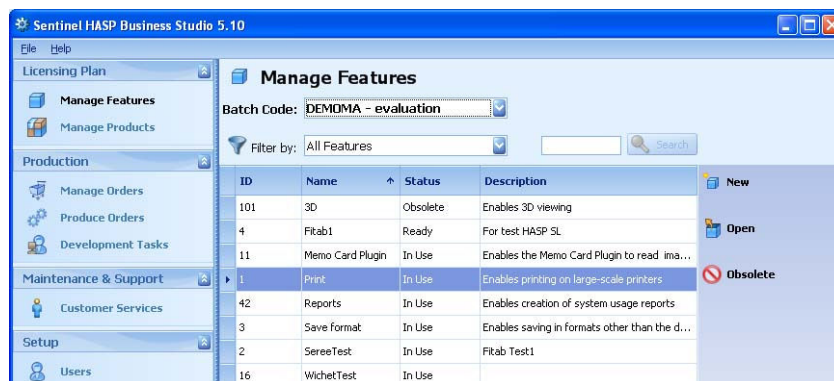 Sentinel HASP Business Studio 5.10
File Help
Licensing Plan
Manage Features
Manage Products
Production
Manage Orders
Produce Orders
Development Tasks
Maintenance & Support
Customer Services
Setup
Users
Manage Features
Batch Code: DEMOMA - evaluation
Filter by: All Features Search
ID Name Status Description
101 3D Obsolete Enables 3D viewing
4 Fitab1 Ready For test HASP SL
11 Memo Card Plugin In Use Enables the Memo Card Plugin to read ima...
1 Print In Use Enables printing on large-scale printers
42 Reports In Use Enables creation of system usage reports
3 Save format In Use Enables saving in formats other than the d...
2 SereeTest In Use Fitab Test1
16 WichetTest In Use
New
Open
Obsolete